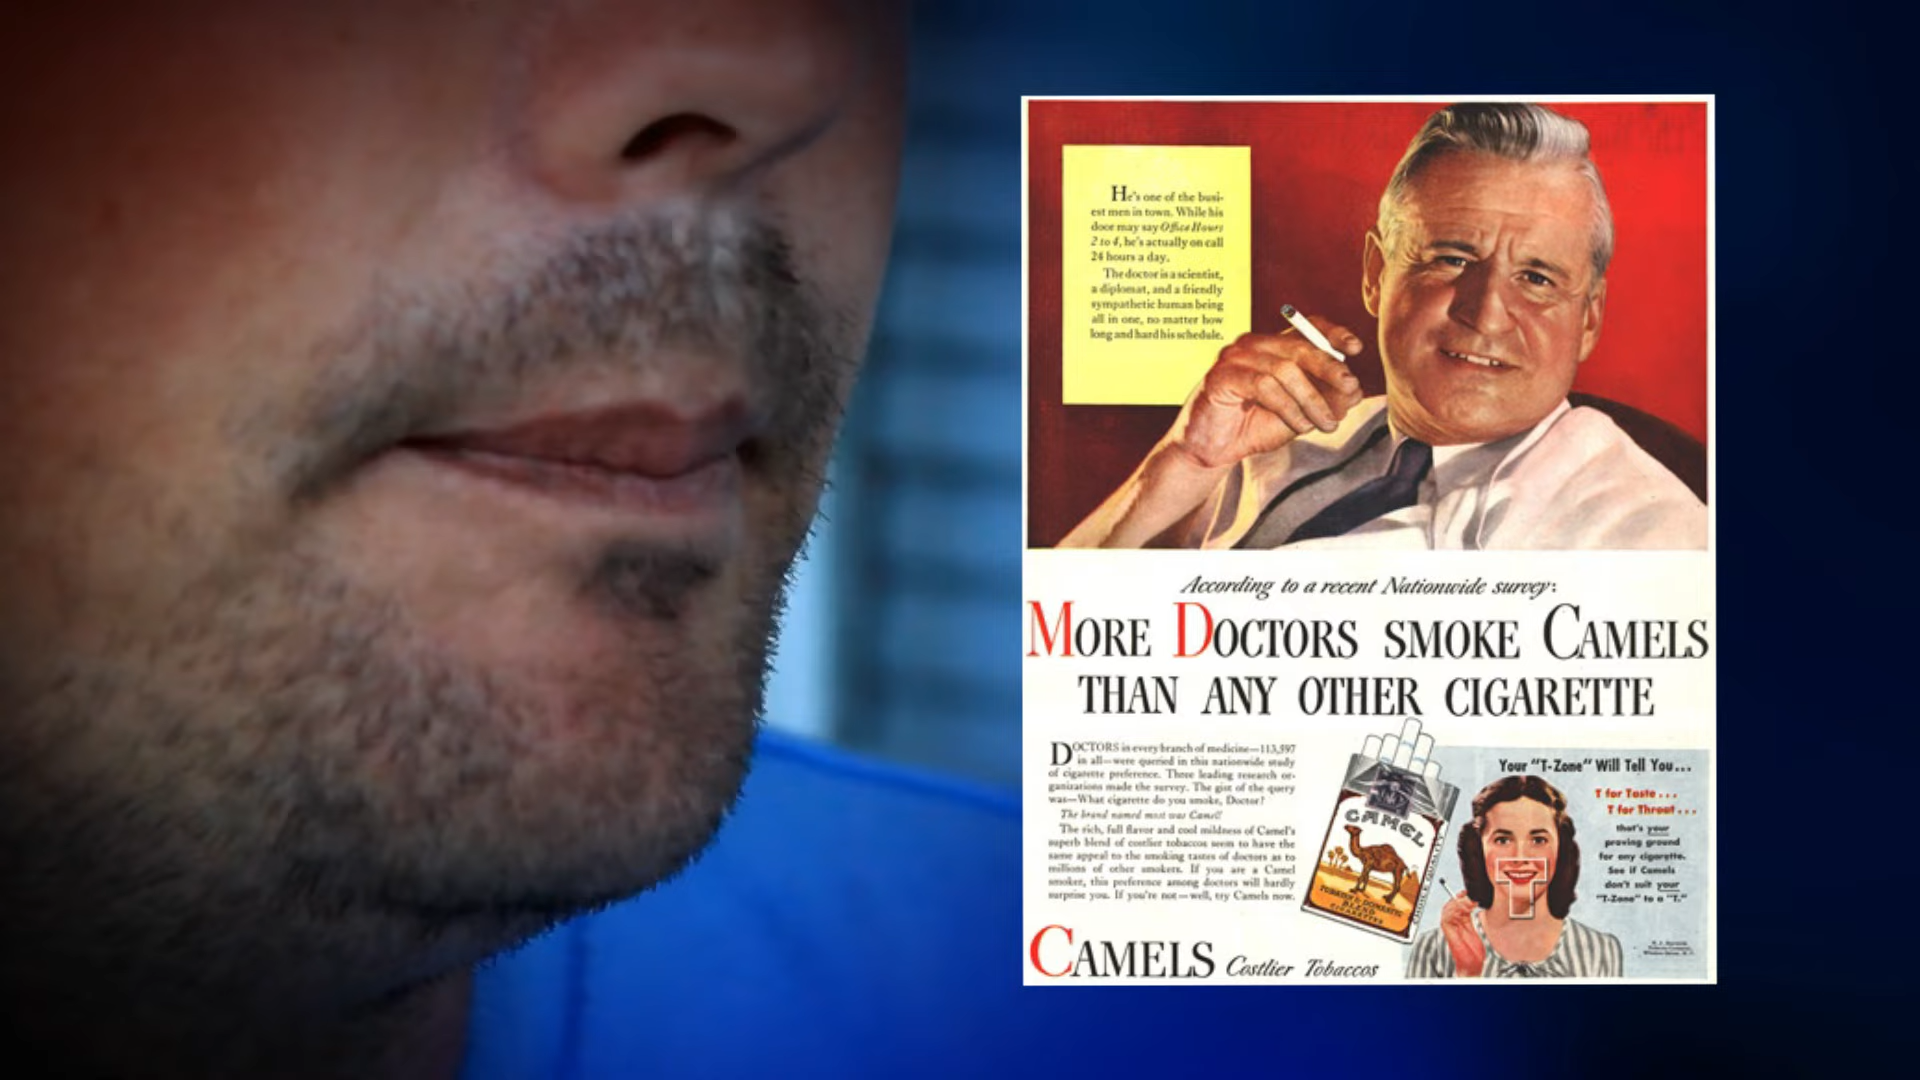 He's one of the busi-
est men in town. While his
door may say Office Hours
2 to 4, he's actually on call
24 hours a day.
The doctor is a scientist,
a diplomat, and a friendly
sympathetic human being
all in one, no matter how
long and hard his schedule.
According to a recent Nationwide survey:
MORE DOCTORS SMOKE CAMELS
THAN ANY OTHER CIGARETTE
DOCTORS in every branch of medicine—113,597
in all—were queried in this nationwide study
of cigarette preference. Three leading research or-
ganizations made the survey. The gist of the query
was—What cigarette do you smoke, Doctor?
The brand named most was Camel!
The rich, full flavor and cool mildness of Camel's
superb blend of costlier tobaccos seem to have the
same appeal to the smoking tastes of doctors as to
millions of other smokers. If you are a Camel
smoker, this preference among doctors will hardly
surprise you. If you're not—well, try Camels now.
CAMEL
TURKISH & DOMESTIC
BLEND
CIGARETTES
Your "T-Zone" Will Tell You...
T for Taste...
T for Throat...
that's your
proving ground
for any cigarette.
See if Camels
don't suit your
"T-Zone" to a "T."
T
CAMELS Costlier Tobaccos